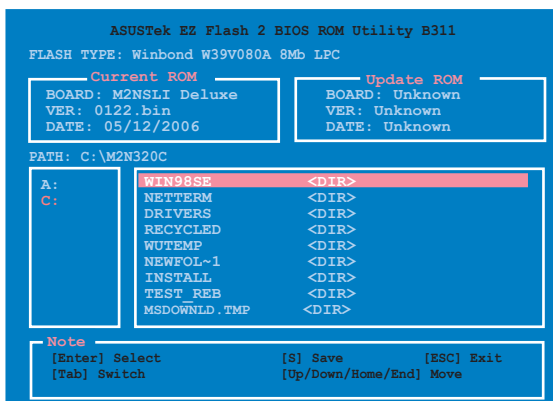 ASUSTek EZ Flash 2 BIOS ROM Utility B311
FLASH TYPE: Winbond W39V080A 8Mb LPC
Current ROM
BOARD: M2NSLI Deluxe
VER: 0122.bin
DATE: 05/12/2006
Update ROM
BOARD: Unknown
VER: Unknown
DATE: Unknown
PATH: C:\M2N320C
A:
C:
WIN98SE <DIR>
NETTERM <DIR>
DRIVERS <DIR>
RECYCLED <DIR>
WUTEMP <DIR>
NEWFOL~1 <DIR>
INSTALL <DIR>
TEST_REB <DIR>
MSDOWNLD.TMP <DIR>
Note
[Enter] Select [S] Save [ESC] Exit
[Tab] Switch [Up/Down/Home/End] Move